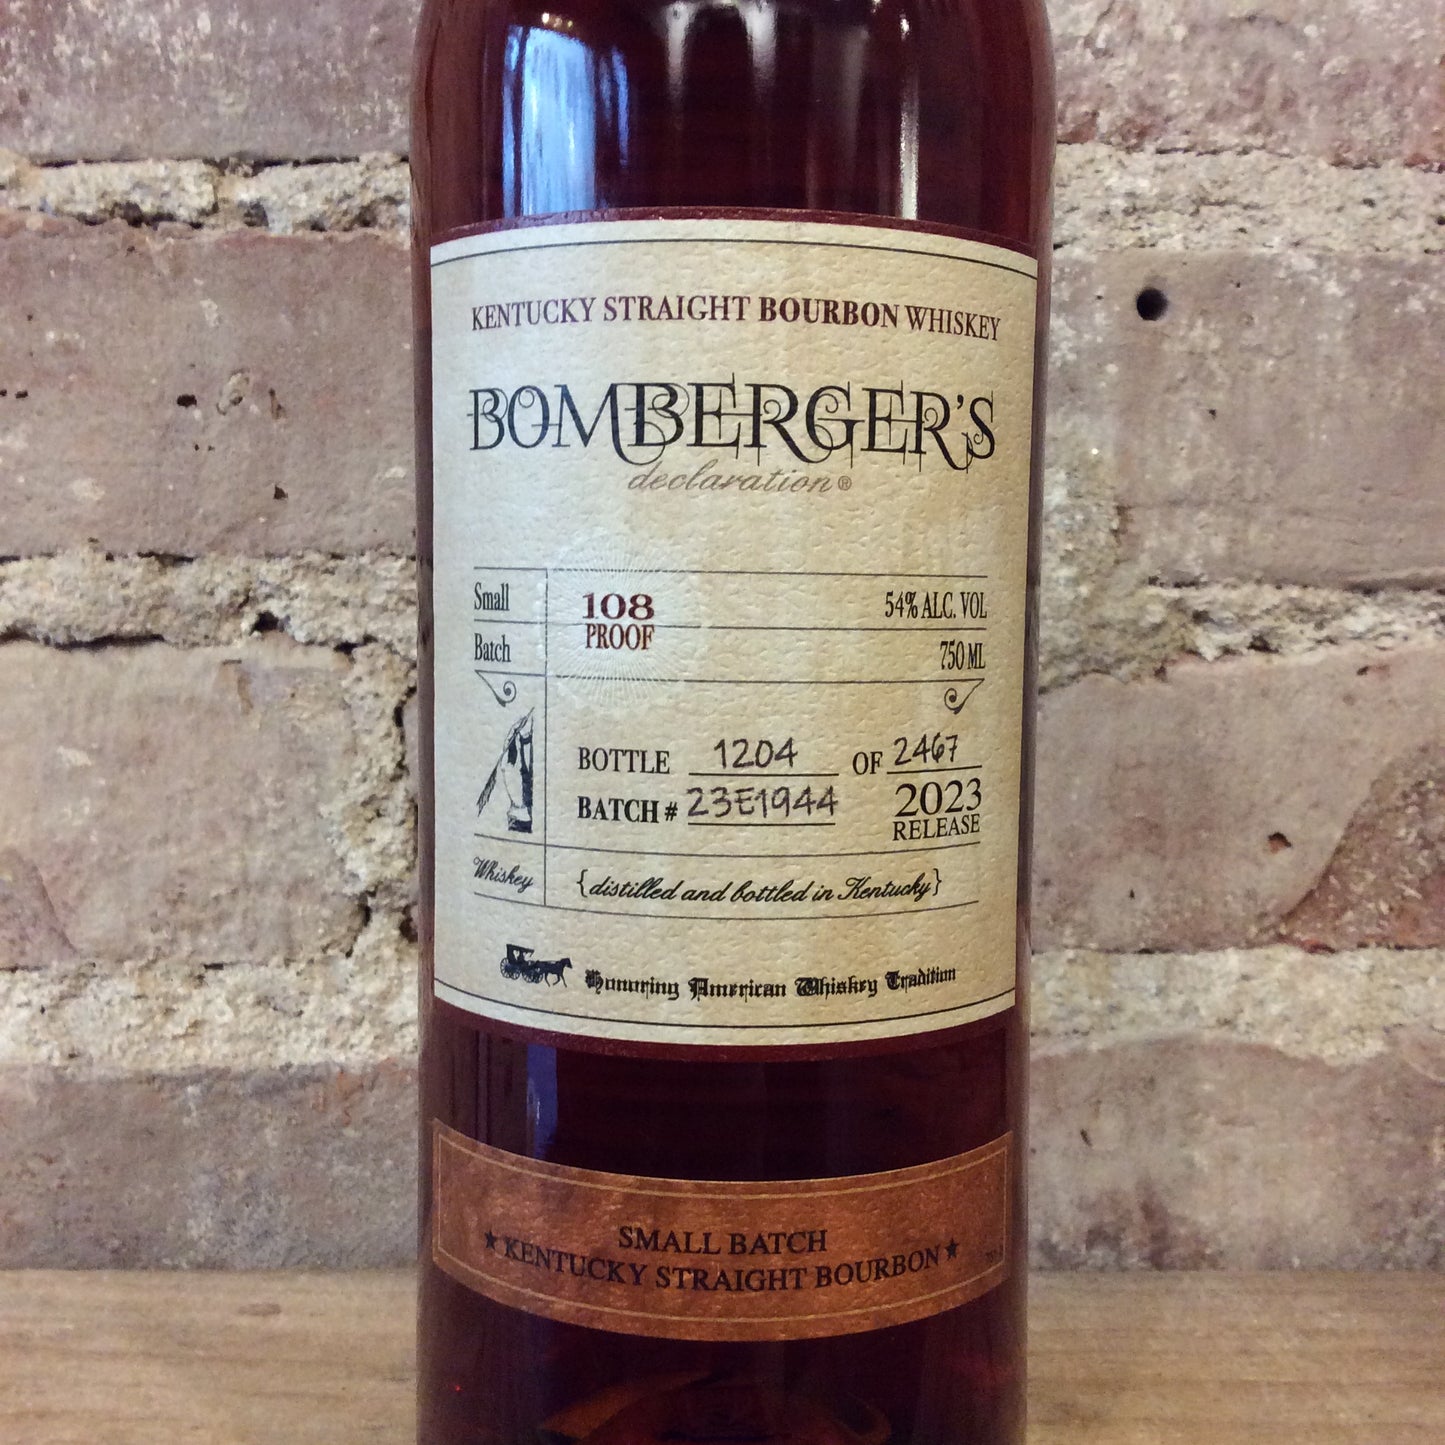 KENTUCKY STRAIGHT BOURBON WHISKEY
BOMBERGER'S
declaration®
Small
Batch
108
PROOF
54% ALC. VOL
750 ML
BOTTLE 1204 OF 2467
BATCH # 23E1944
2023
RELEASE
Whiskey
{distilled and bottled in Kentucky}
Honoring American Whiskey Tradition
SMALL BATCH
★ KENTUCKY STRAIGHT BOURBON ★